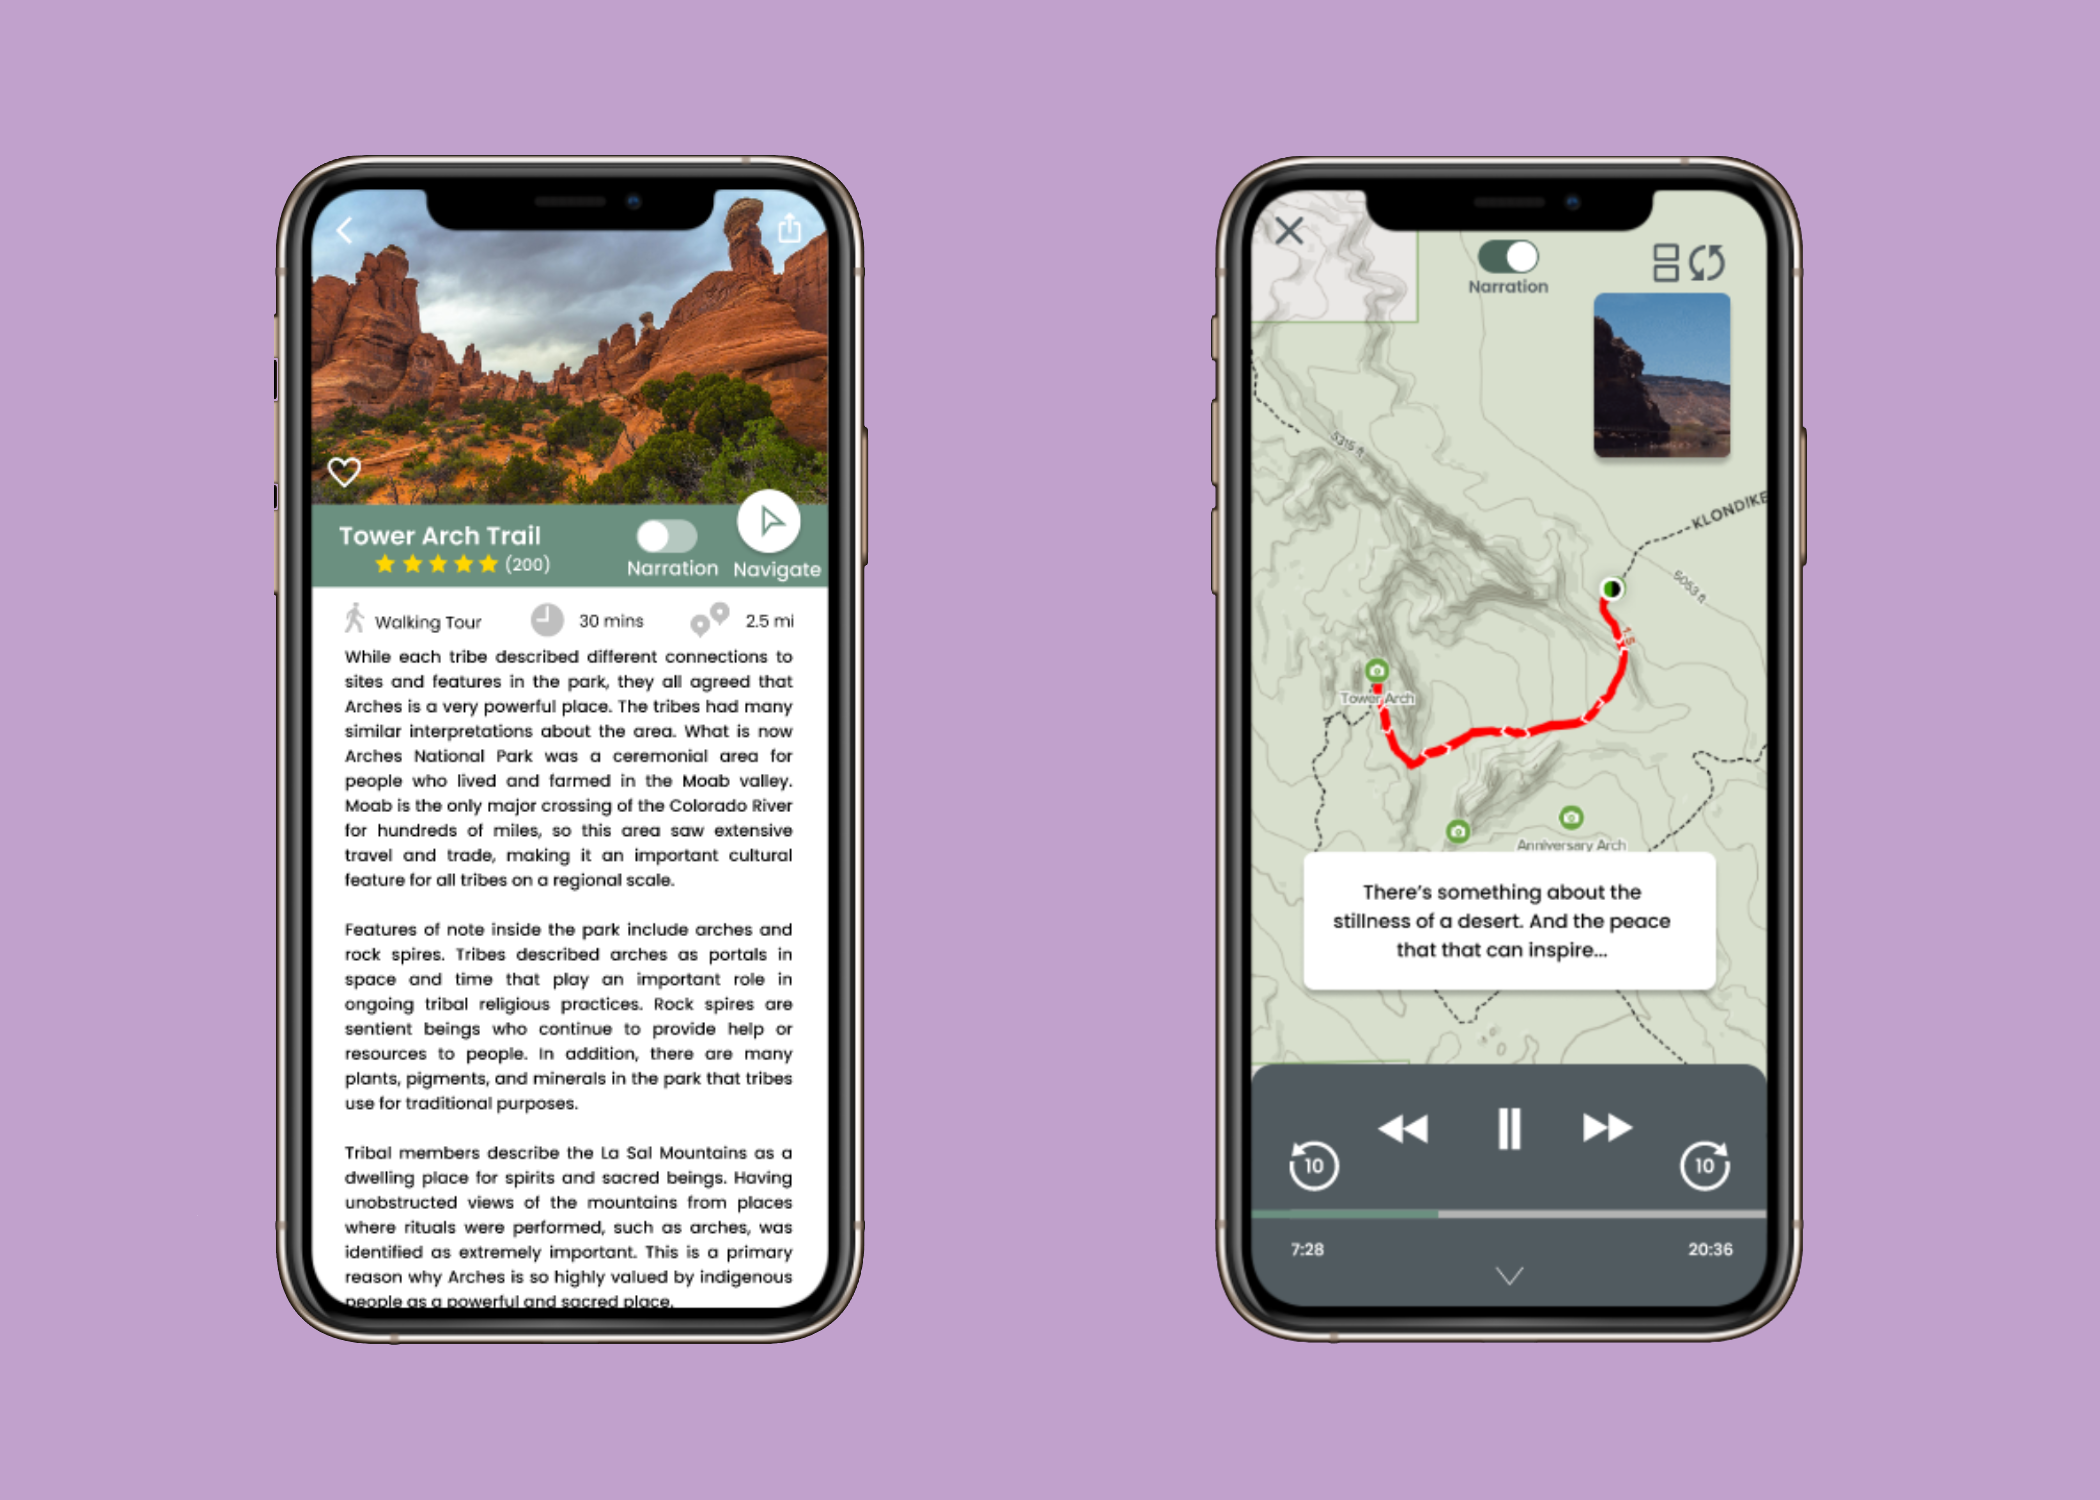 Tower Arch Trail
(200)
Narration
Navigate
Walking Tour
30 mins
2.5 mi
While each tribe described different connections to
sites and features in the park, they all agreed that
Arches is a very powerful place. The tribes had many
similar interpretations about the area. What is now
Arches National Park was a ceremonial area for
people who lived and farmed in the Moab valley.
Moab is the only major crossing of the Colorado River
for hundreds of miles, so this area saw extensive
travel and trade, making it an important cultural
feature for all tribes on a regional scale.
Features of note inside the park include arches and
rock spires. Tribes described arches as portals in
space and time that play an important role in
ongoing tribal religious practices. Rock spires are
sentient beings who continue to provide help or
resources to people. In addition, there are many
plants, pigments, and minerals in the park that tribes
use for traditional purposes.
Tribal members describe the La Sal Mountains as a
dwelling place for spirits and sacred beings. Having
unobstructed views of the mountains from places
where rituals were performed, such as arches, was
identified as extremely important. This is a primary
reason why Arches is so highly valued by indigenous
people as a powerful and sacred place.
Narration
5315 ft
KLONDIKE
5053 ft
Tower Arch
Anniversary Arch
There's something about the
stillness of a desert. And the peace
that that can inspire...
10
10
7:28
20:36